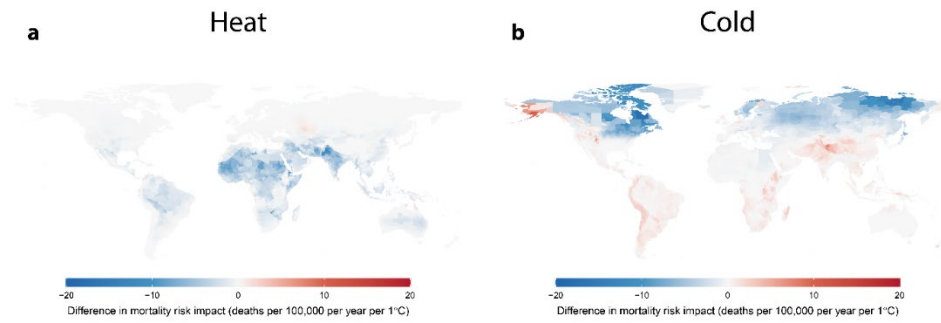 a Heat
b Cold
−20 −10 0 10 20
Difference in mortality risk impact (deaths per 100,000 per year per 1°C)
−20 −10 0 10 20
Difference in mortality risk impact (deaths per 100,000 per year per 1°C)